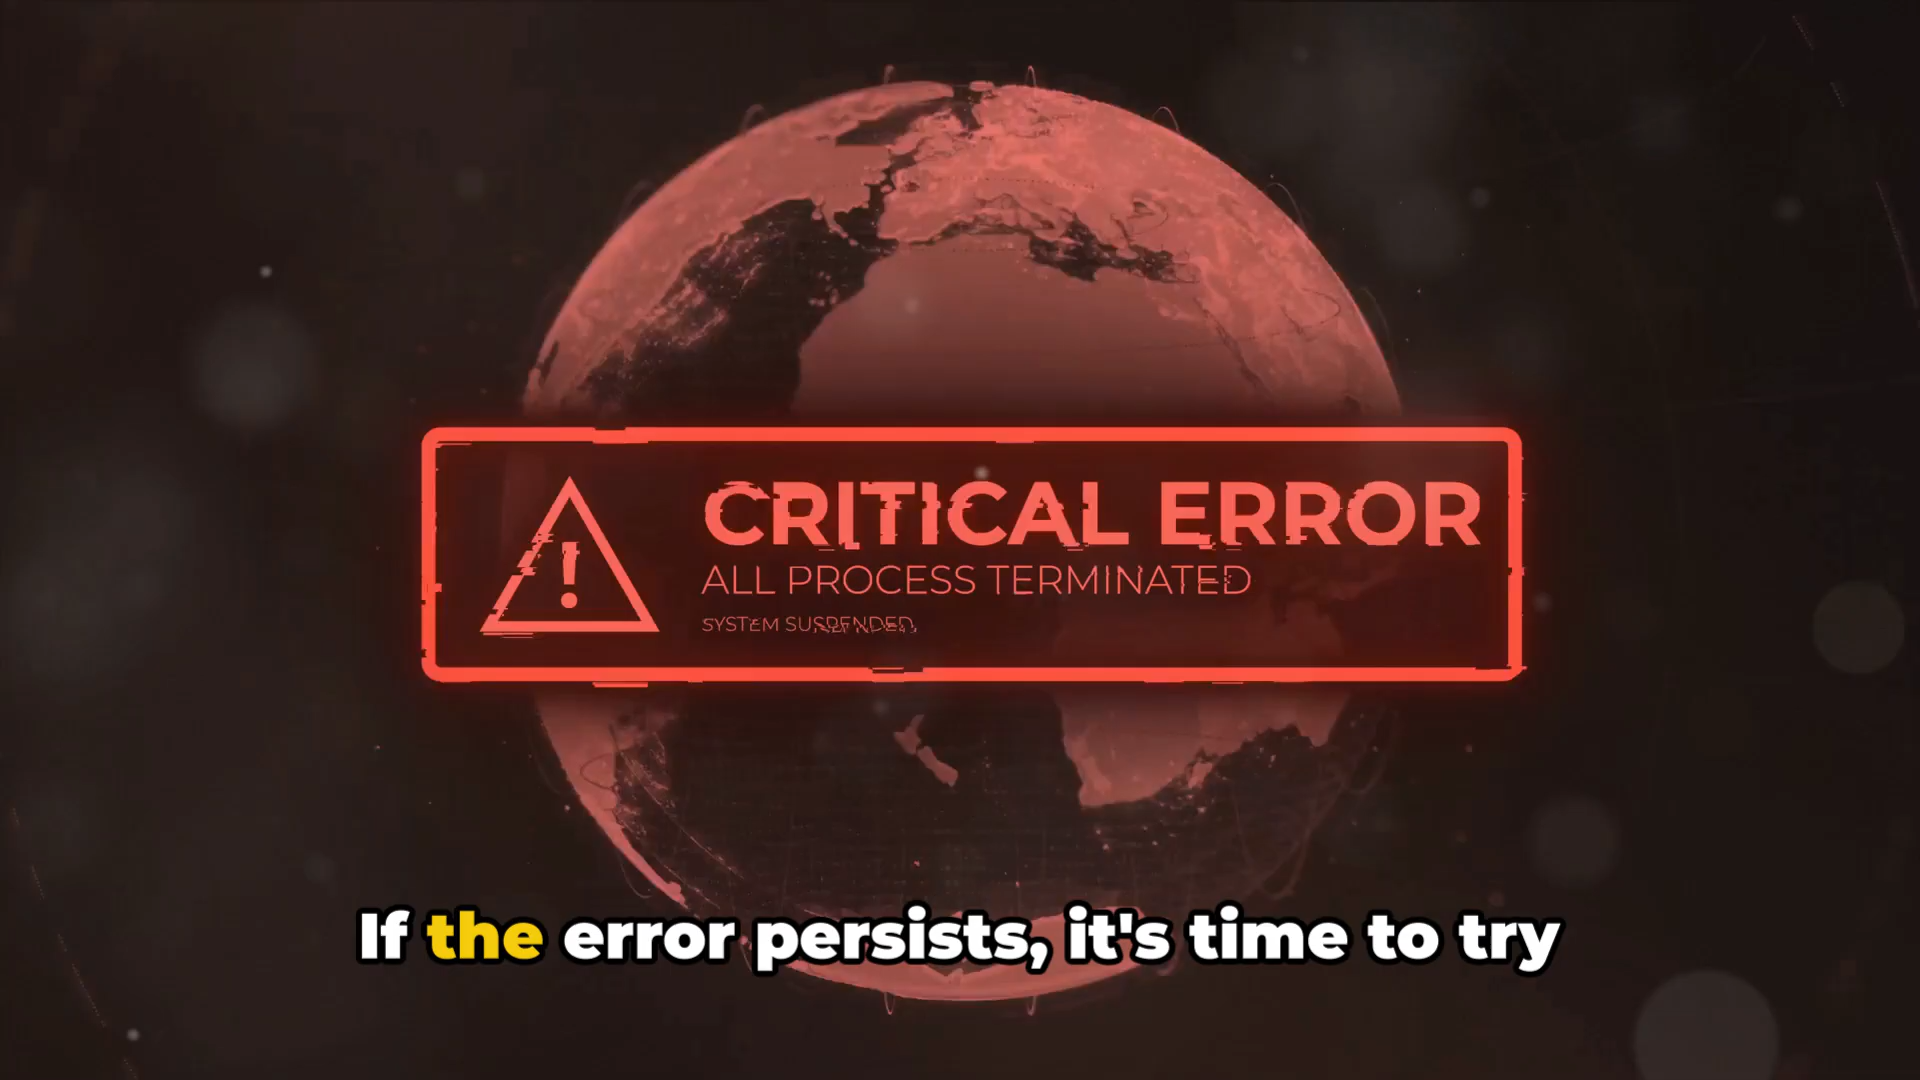 CRITICAL ERROR
ALL PROCESS TERMINATED
SYSTEM SUSPENDED
If the error persists, it's time to try